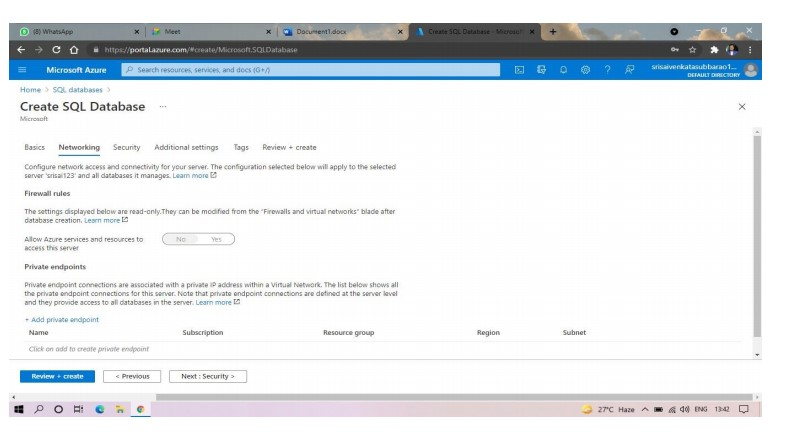 (8) WhatsApp
Meet
Document1.docx
Create SQL Database - Microsoft
https://portal.azure.com/#create/Microsoft.SQLDatabase
Microsoft Azure
Search resources, services, and docs (G+/)
srisaivenkatasubbarao1...
DEFAULT DIRECTORY
Home > SQL databases >
Create SQL Database ...
Microsoft
Basics Networking Security Additional settings Tags Review + create
Configure network access and connectivity for your server. The configuration selected below will apply to the selected
server 'srisai123' and all databases it manages. Learn more
Firewall rules
The settings displayed below are read-only.They can be modified from the "Firewalls and virtual networks" blade after
database creation. Learn more
Allow Azure services and resources to
access this server
No Yes
Private endpoints
Private endpoint connections are associated with a private IP address within a Virtual Network. The list below shows all
the private endpoint connections for this server. Note that private endpoint connections are defined at the server level
and they provide access to all databases in the server. Learn more
+ Add private endpoint
Name Subscription Resource group Region Subnet
Click on add to create private endpoint
Review + create < Previous Next : Security >
27°C Haze ENG 13:42